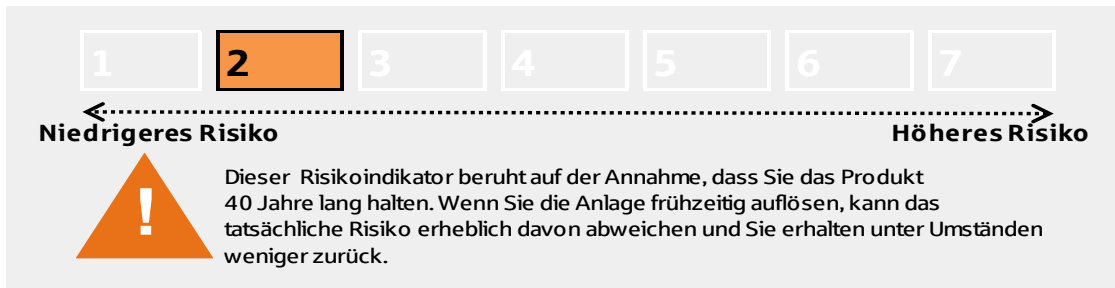 1 2 3 4 5 6 7
Niedrigeres Risiko Höheres Risiko
! Dieser Risikoindikator beruht auf der Annahme, dass Sie das Produkt
40 Jahre lang halten. Wenn Sie die Anlage frühzeitig auflösen, kann das
tatsächliche Risiko erheblich davon abweichen und Sie erhalten unter Umständen
weniger zurück.